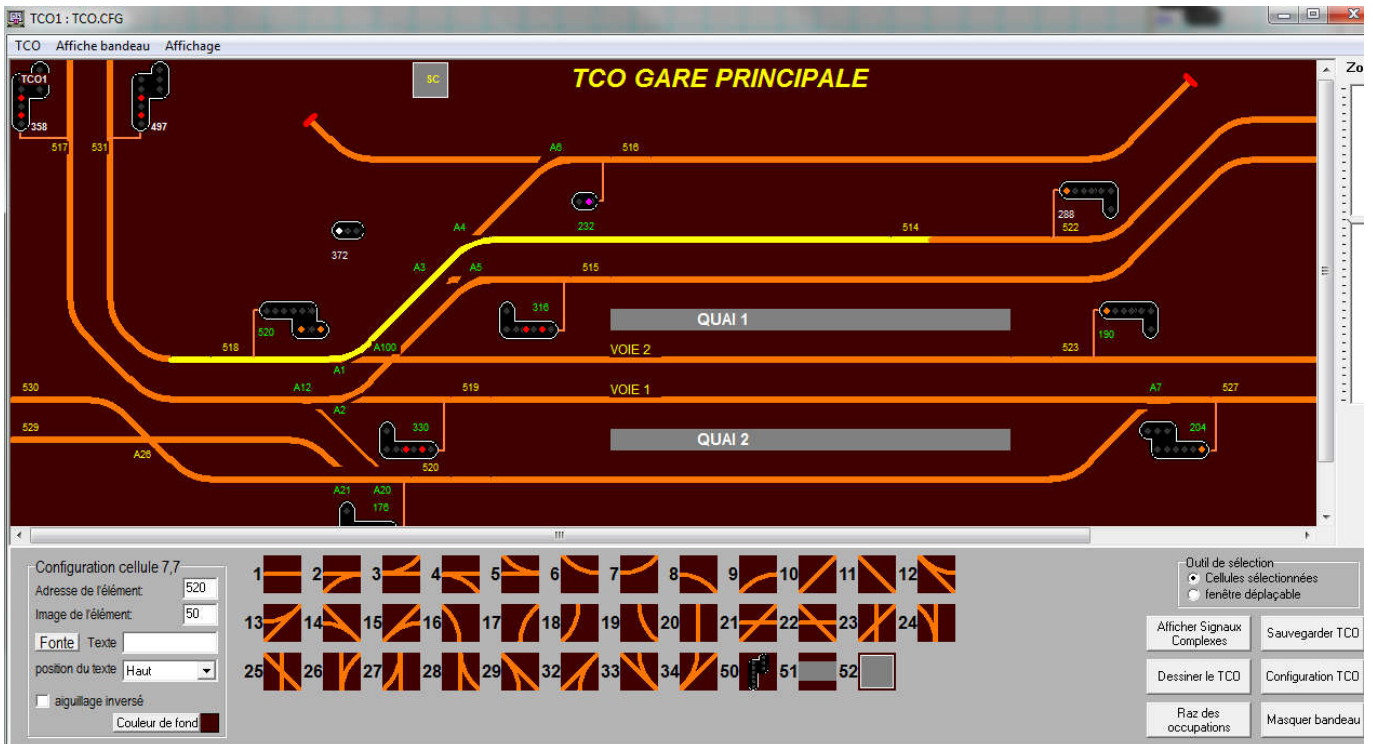 TCO1 : TCO.CFG
TCO Affiche bandeau Affichage
Zo
TCO1
SC
TCO GARE PRINCIPALE
358
497
517
531
A6
516
288
522
372
A4
232
514
A3
A5
515
316
QUAI 1
520
190
518
A1
A100
VOIE 2
523
530
A12
519
VOIE 1
A7
527
529
A2
330
QUAI 2
204
A26
520
A21
A20
176
Configuration cellule 7,7
Adresse de l'élément:
520
Image de l'élément:
50
Fonte
Texte
position du texte
Haut
aiguillage inversé
Couleur de fond
1 2 3 4 5 6 7 8 9 10 11 12
13 14 15 16 17 18 19 20 21 22 23 24
25 26 27 28 29 32 33 34 50 51 52
Outil de sélection
Cellules sélectionnées
fenêtre déplaçable
Afficher Signaux
Complexes
Sauvegarder TCO
Dessiner le TCO
Configuration TCO
Raz des
occupations
Masquer bandeau